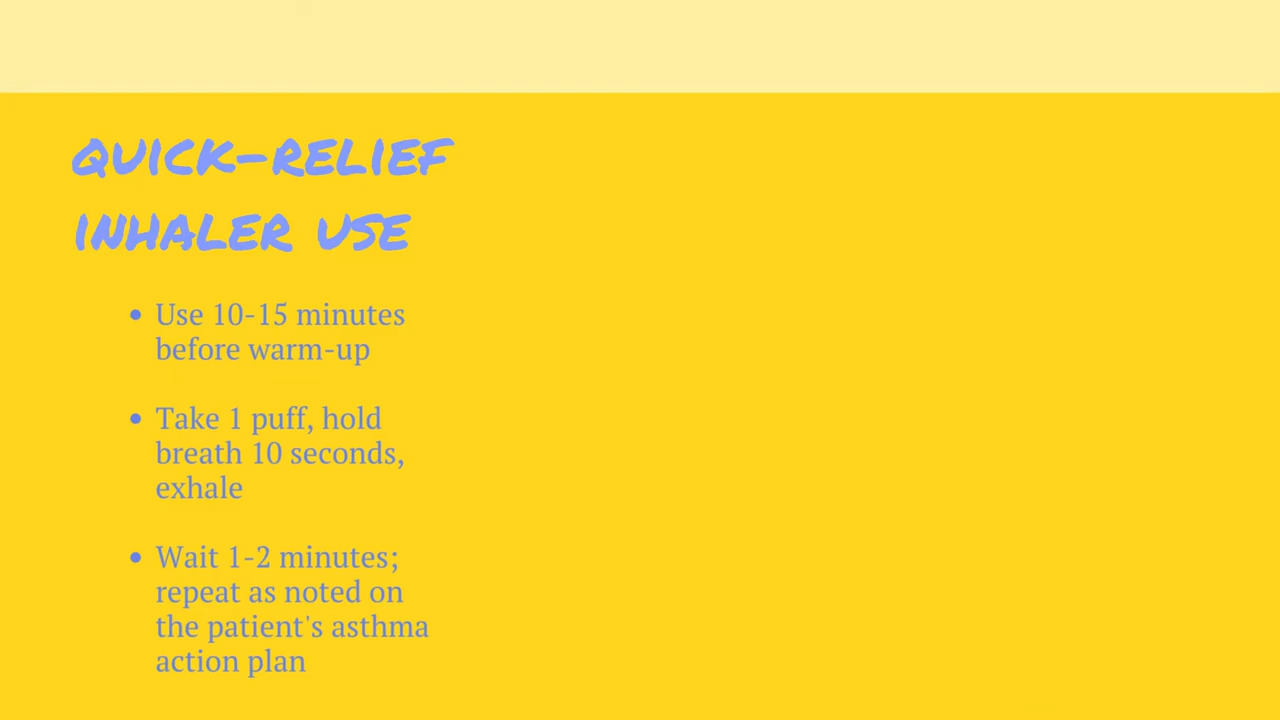 QUICK-RELIEF
INHALER USE
• Use 10-15 minutes
before warm-up
• Take 1 puff, hold
breath 10 seconds,
exhale
• Wait 1-2 minutes;
repeat as noted on
the patient's asthma
action plan